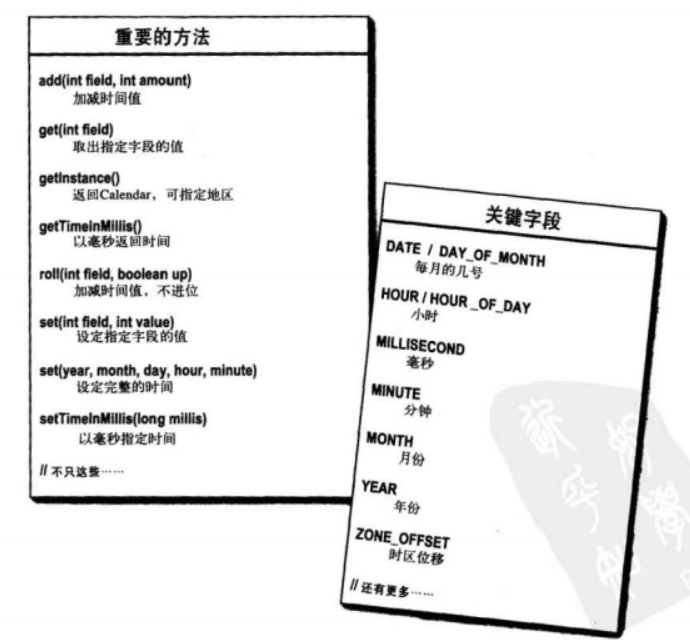 重要的方法
add(int field, int amount)
加减时间值
get(int field)
取出指定字段的值
getInstance()
返回Calendar，可指定地区
getTimeInMillis()
以毫秒返回时间
roll(int field, boolean up)
加减时间值，不进位
set(int field, int value)
设定指定字段的值
set(year, month, day, hour, minute)
设定完整的时间
setTimeInMillis(long millis)
以毫秒指定时间
// 不只这些……
关键字段
DATE / DAY_OF_MONTH
每月的几号
HOUR / HOUR_OF_DAY
小时
MILLISECOND
毫秒
MINUTE
分钟
MONTH
月份
YEAR
年份
ZONE_OFFSET
时区位移
// 还有更多……